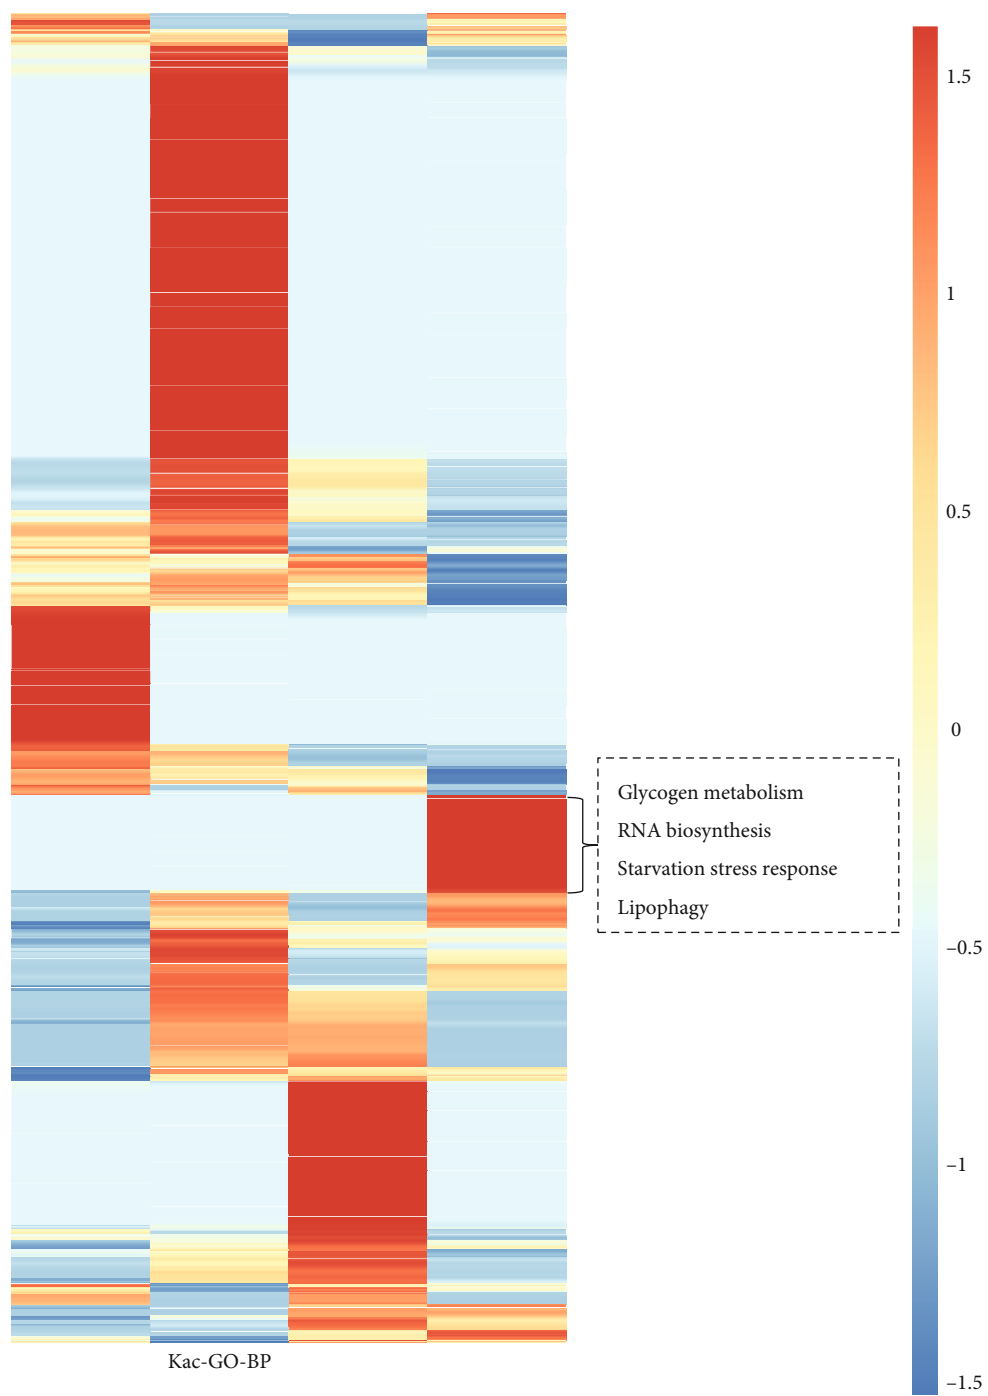 1.5
1
0.5
0
Glycogen metabolism
RNA biosynthesis
Starvation stress response
Lipophagy
–0.5
–1
Kac-GO-BP
–1.5